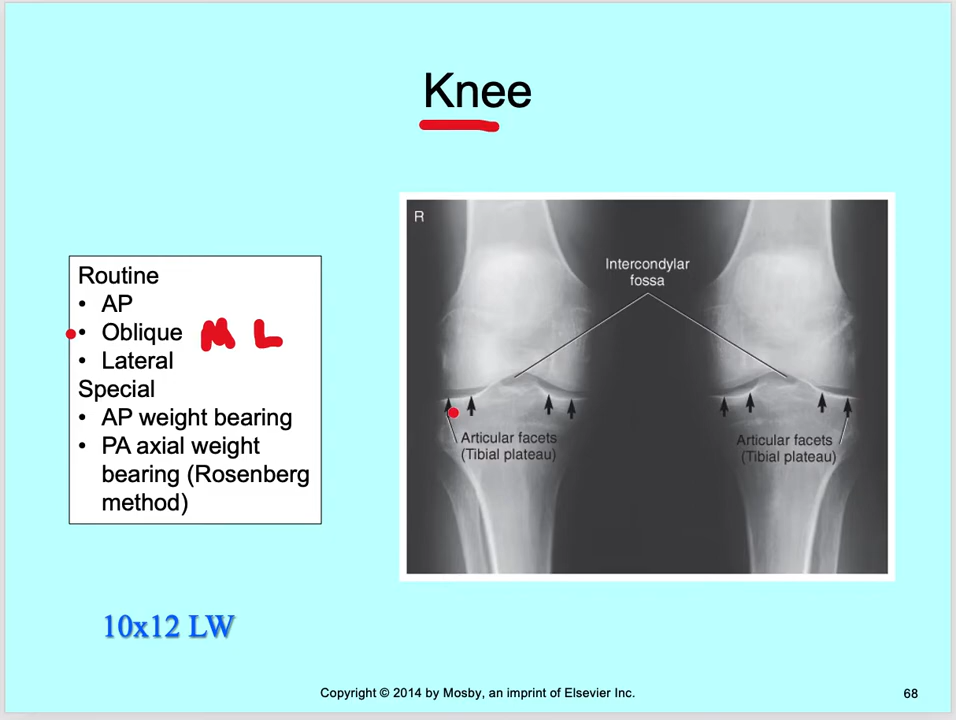 Knee
Routine
• AP
• Oblique M L
• Lateral
Special
• AP weight bearing
• PA axial weight
bearing (Rosenberg
method)
R
Intercondylar
fossa
Articular facets
(Tibial plateau)
Articular facets
(Tibial plateau)
10x12 LW
Copyright © 2014 by Mosby, an imprint of Elsevier Inc.
68